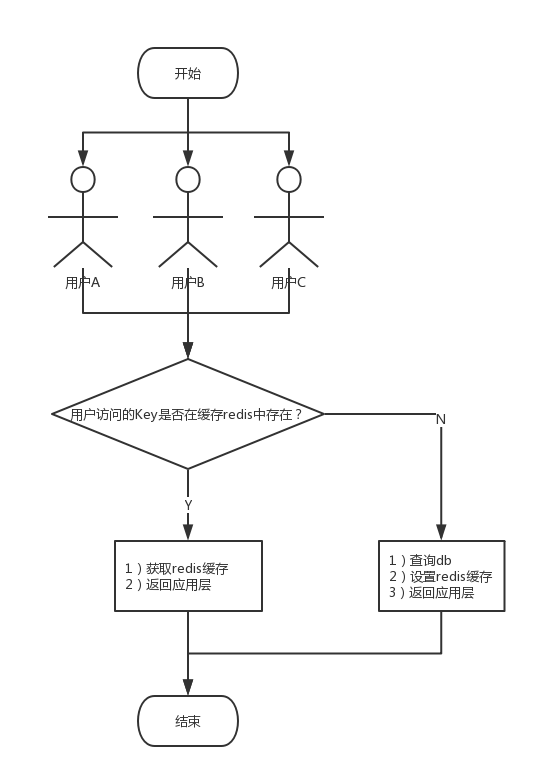 开始
用户A
用户B
用户C
用户访问的Key是否在缓存redis中存在？
N
Y
1）获取redis缓存
2）返回应用层
1）查询db
2）设置redis缓存
3）返回应用层
结束